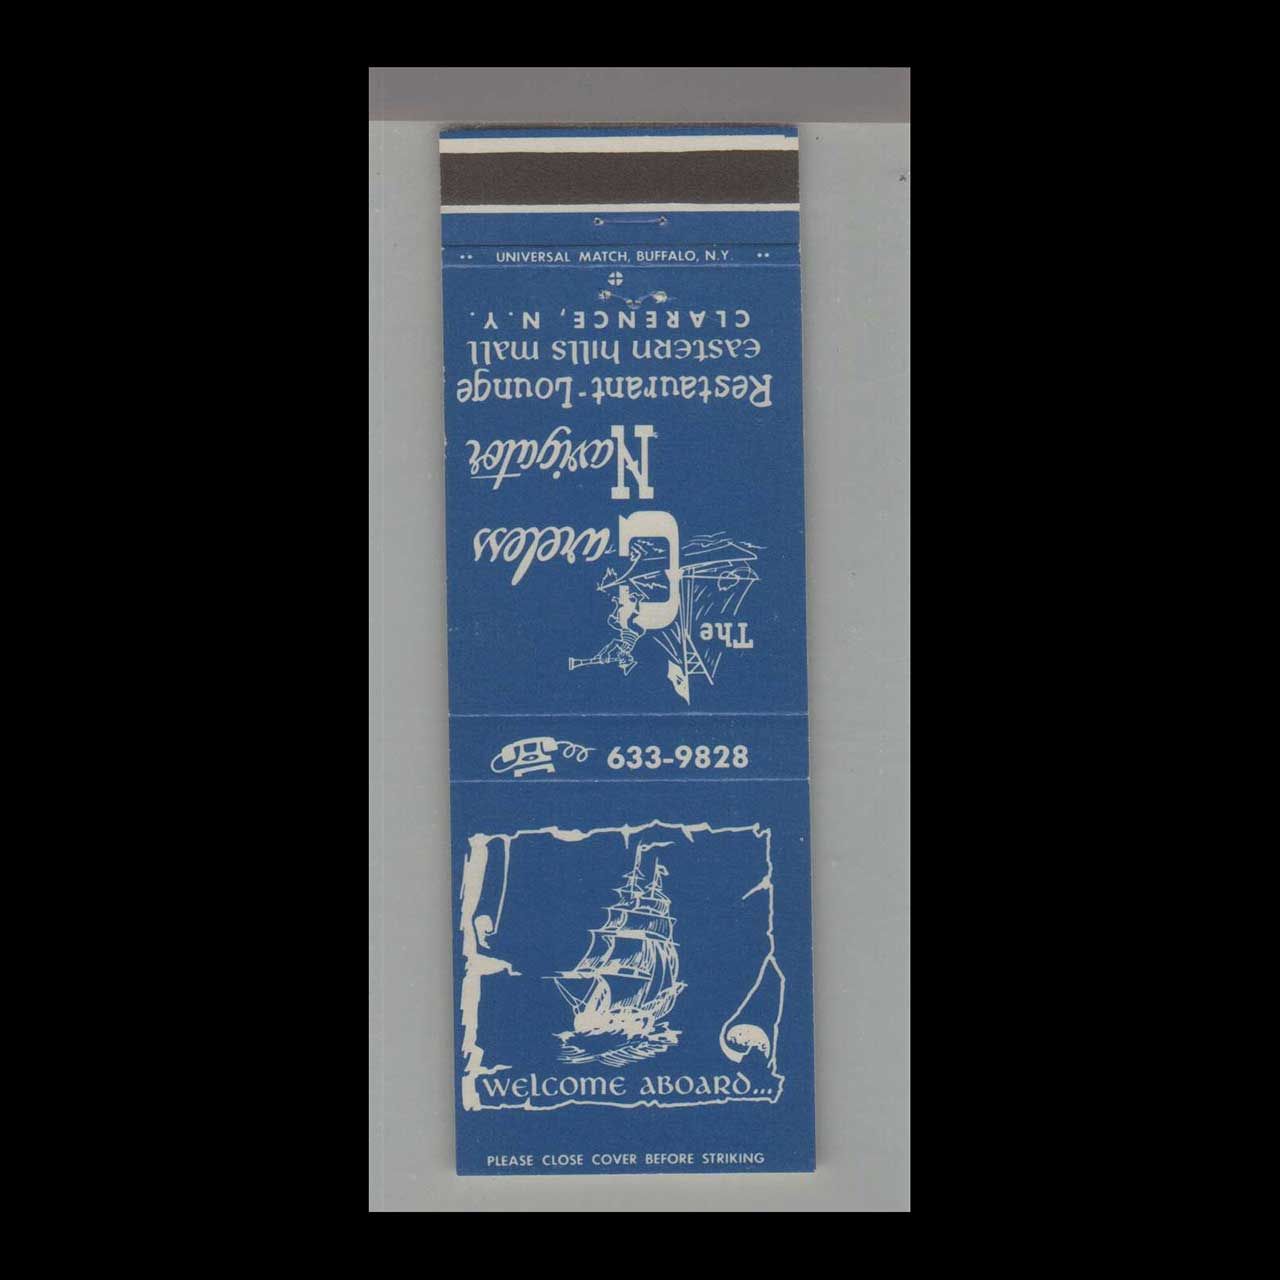 UNIVERSAL MATCH, BUFFALO, N.Y.
The
Careless
Navigator
Restaurant-Lounge
eastern hills mall
CLARENCE, N.Y.
633-9828
WELCOME ABOARD...
PLEASE CLOSE COVER BEFORE STRIKING